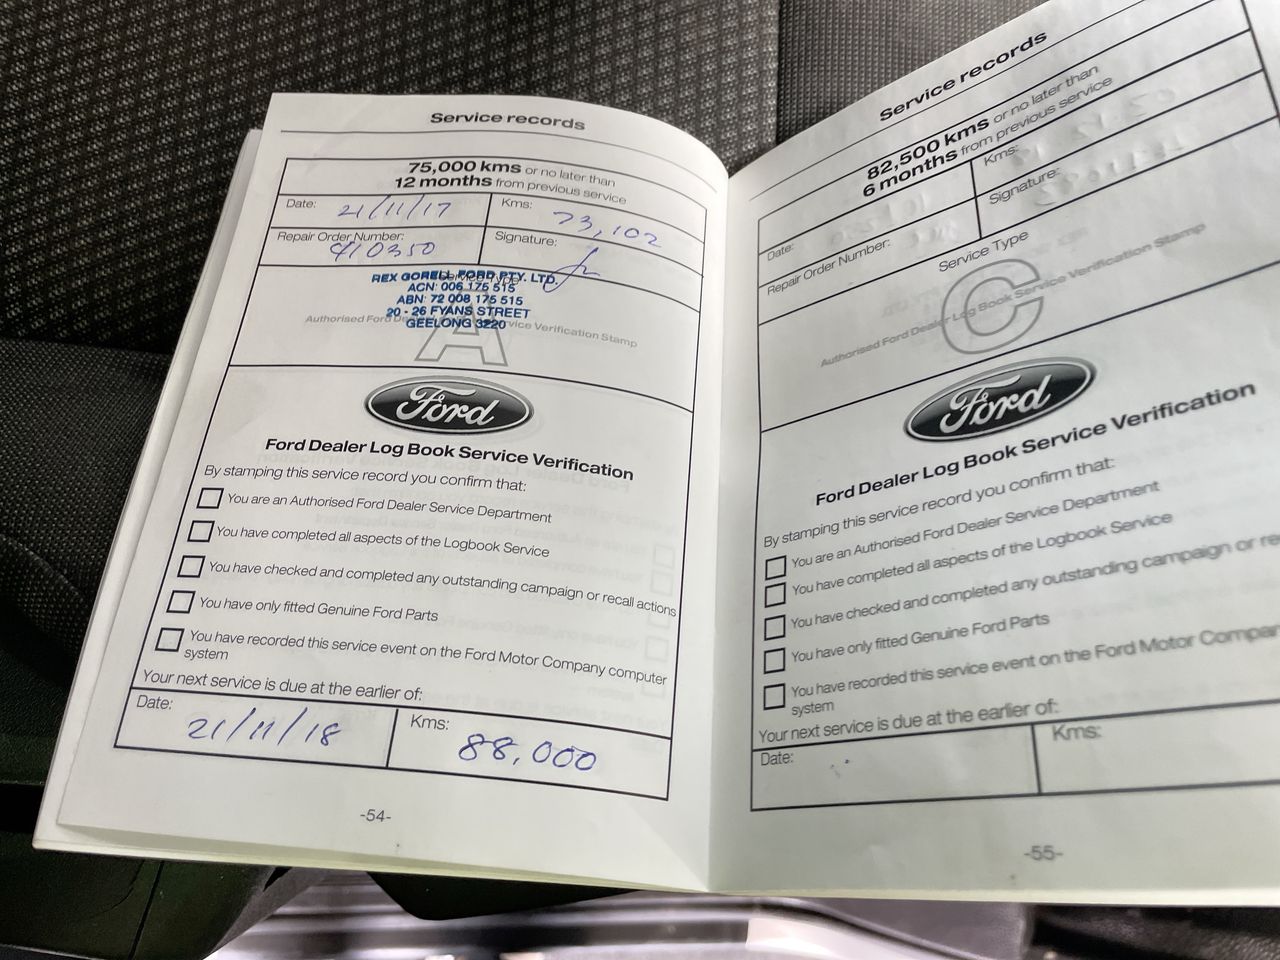 Service records
75,000 kms or no later than
12 months from previous service
Date: 21/11/17
Kms: 73,102
Repair Order Number: 410350
Signature:
Service Type
A
REX GORELL FORD PTY. LTD.
ACN: 006 175 515
ABN: 72 008 175 515
20 - 26 FYANS STREET
GEELONG 3220
Authorised Ford Dealer Log Book Service Verification Stamp
Ford
Ford Dealer Log Book Service Verification
By stamping this service record you confirm that:
You are an Authorised Ford Dealer Service Department
You have completed all aspects of the Logbook Service
You have checked and completed any outstanding campaign or recall actions
You have only fitted Genuine Ford Parts
You have recorded this service event on the Ford Motor Company computer
system
Your next service is due at the earlier of:
Date: 21/11/18
Kms: 88,000
-54-
Service records
82,500 kms or no later than
6 months from previous service
Date:
Kms:
Repair Order Number:
Signature:
Service Type
C
Authorised Ford Dealer Log Book Service Verification Stamp
Ford
Ford Dealer Log Book Service Verification
By stamping this service record you confirm that:
You are an Authorised Ford Dealer Service Department
You have completed all aspects of the Logbook Service
You have checked and completed any outstanding campaign or re
You have only fitted Genuine Ford Parts
You have recorded this service event on the Ford Motor Compan
system
Your next service is due at the earlier of:
Date:
Kms:
-55-